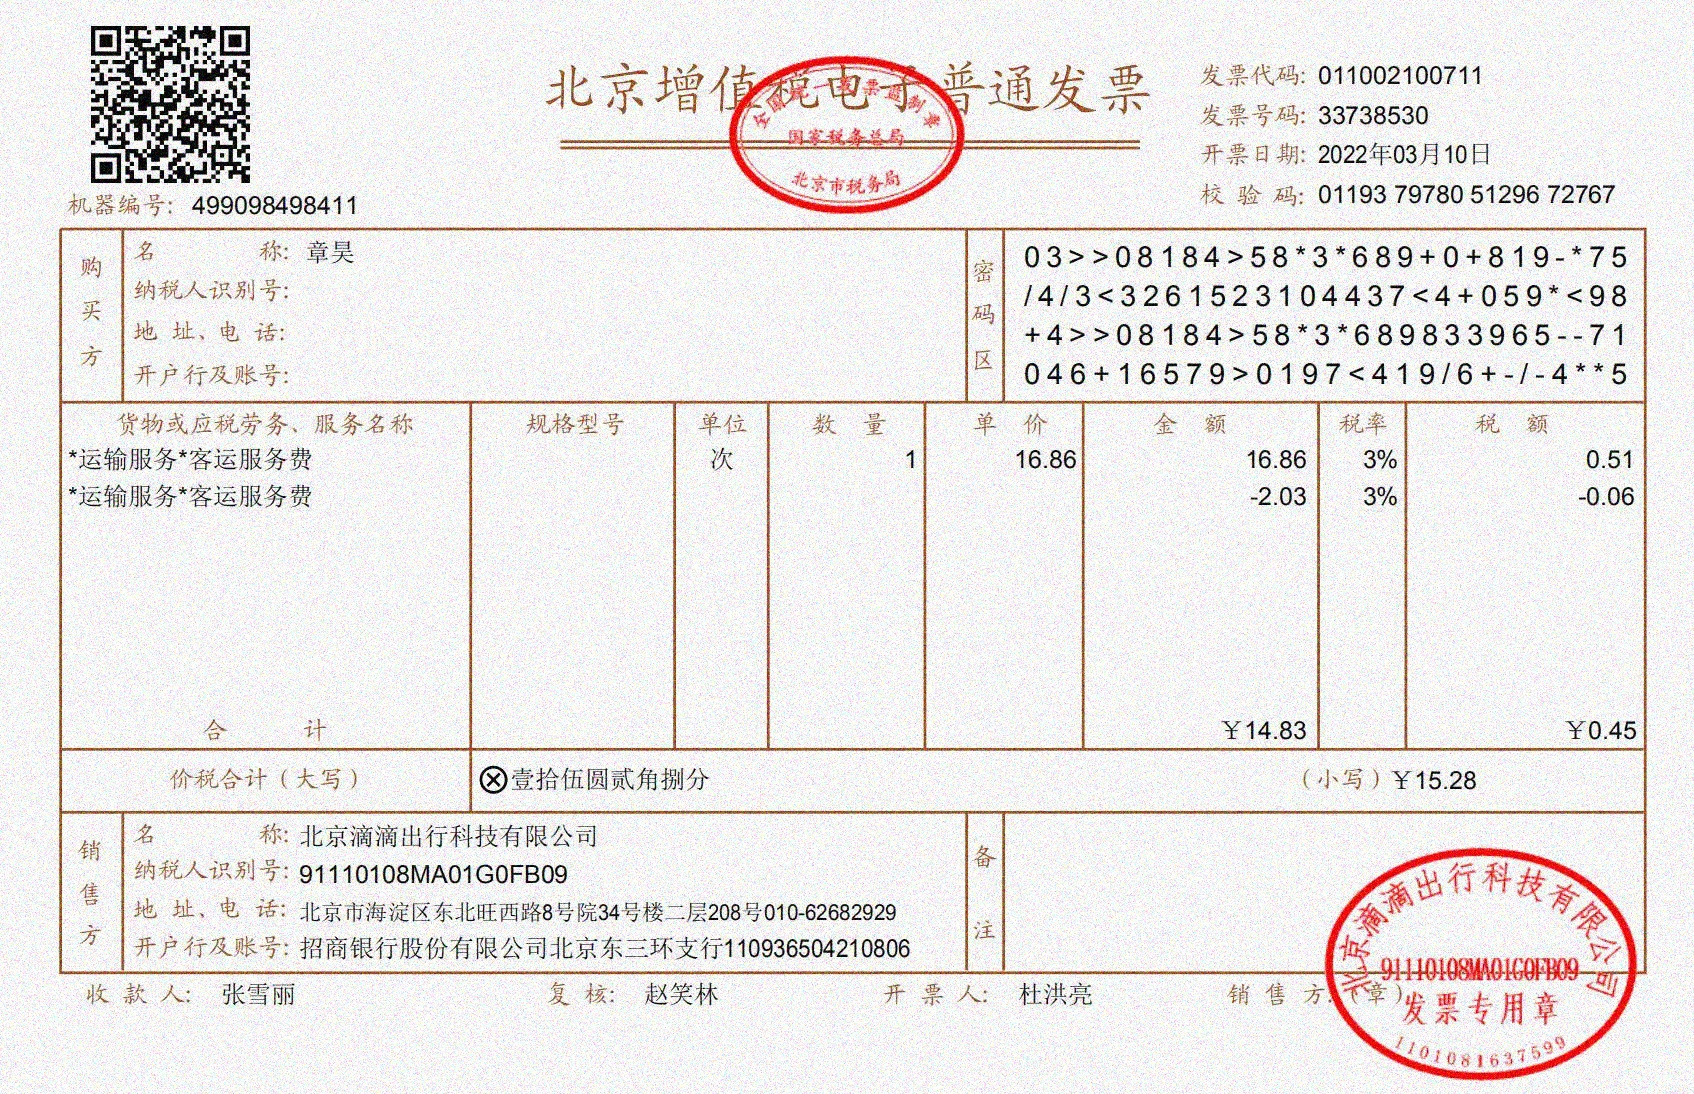 北京增值税电子普通发票
全国统一发票监制章
国家税务总局
北京市税务局
发票代码: 011002100711
发票号码: 33738530
开票日期: 2022年03月10日
校 验 码: 01193 79780 51296 72767
机器编号: 499098498411
购买方
名 称: 章昊
纳税人识别号:
地 址、电 话:
开户行及账号:
密码区
03>>08184>58*3*689+0+819-*75
/4/3<3261523104437<4+059*<98
+4>>08184>58*3*689833965--71
046+16579>0197<419/6+-/-4**5
货物或应税劳务、服务名称 规格型号 单位 数 量 单 价 金 额 税率 税 额
*运输服务*客运服务费 次 1 16.86 16.86 3% 0.51
*运输服务*客运服务费 -2.03 3% -0.06
合 计 ￥14.83 ￥0.45
价税合计（大写） ⊗壹拾伍圆贰角捌分 （小写）￥15.28
销售方
名 称: 北京滴滴出行科技有限公司
纳税人识别号: 91110108MA01G0FB09
地 址、电 话: 北京市海淀区东北旺西路8号院34号楼二层208号010-62682929
开户行及账号: 招商银行股份有限公司北京东三环支行110936504210806
备注
收 款 人: 张雪丽 复 核: 赵笑林 开 票 人: 杜洪亮 销 售 方:（章）
北京滴滴出行科技有限公司
91110108MA01G0FB09
发票专用章
1101081637599